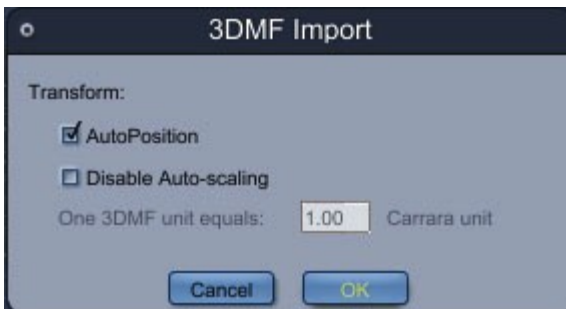 3DMF Import
Transform:
AutoPosition
Disable Auto-scaling
One 3DMF unit equals: 1.00 Carrara unit
Cancel OK